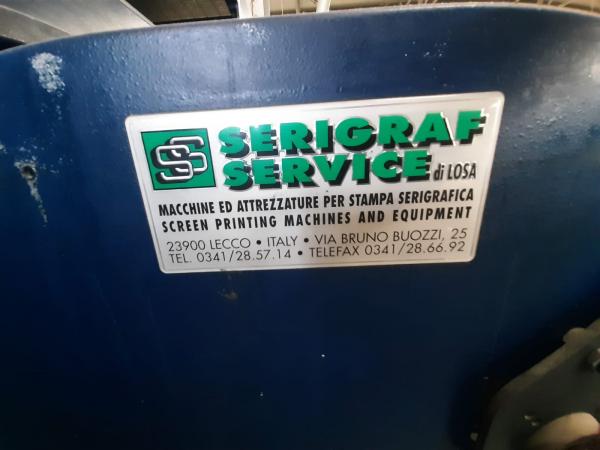 SS
SERIGRAF
SERVICE di LOSA
MACCHINE ED ATTREZZATURE PER STAMPA SERIGRAFICA
SCREEN PRINTING MACHINES AND EQUIPMENT
23900 LECCO • ITALY • VIA BRUNO BUOZZI, 25
TEL. 0341/28.57.14 • TELEFAX 0341/28.66.92